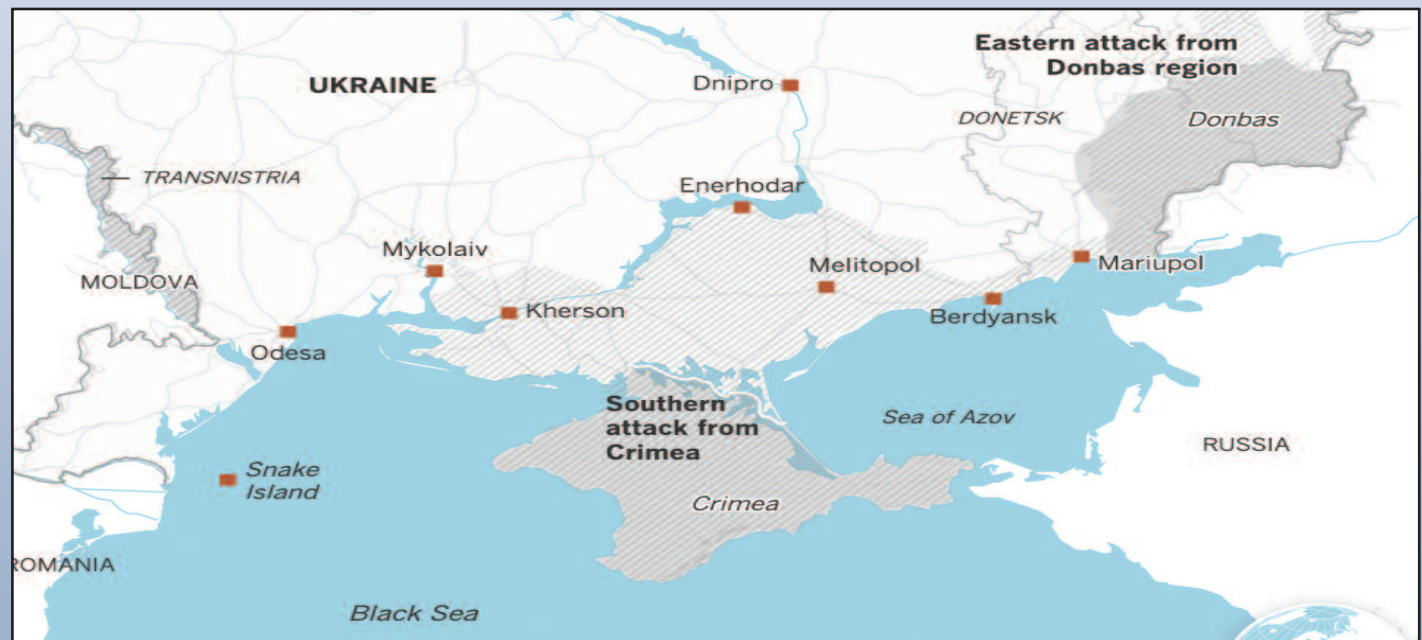 Eastern attack from
Donbas region
UKRAINE
Dnipro
DONETSK
Donbas
TRANSNISTRIA
Enerhodar
Mykolaiv
Melitopol
Mariupol
MOLDOVA
Kherson
Berdyansk
Odesa
Southern
attack from
Crimea
Sea of Azov
RUSSIA
Snake
Island
Crimea
ROMANIA
Black Sea